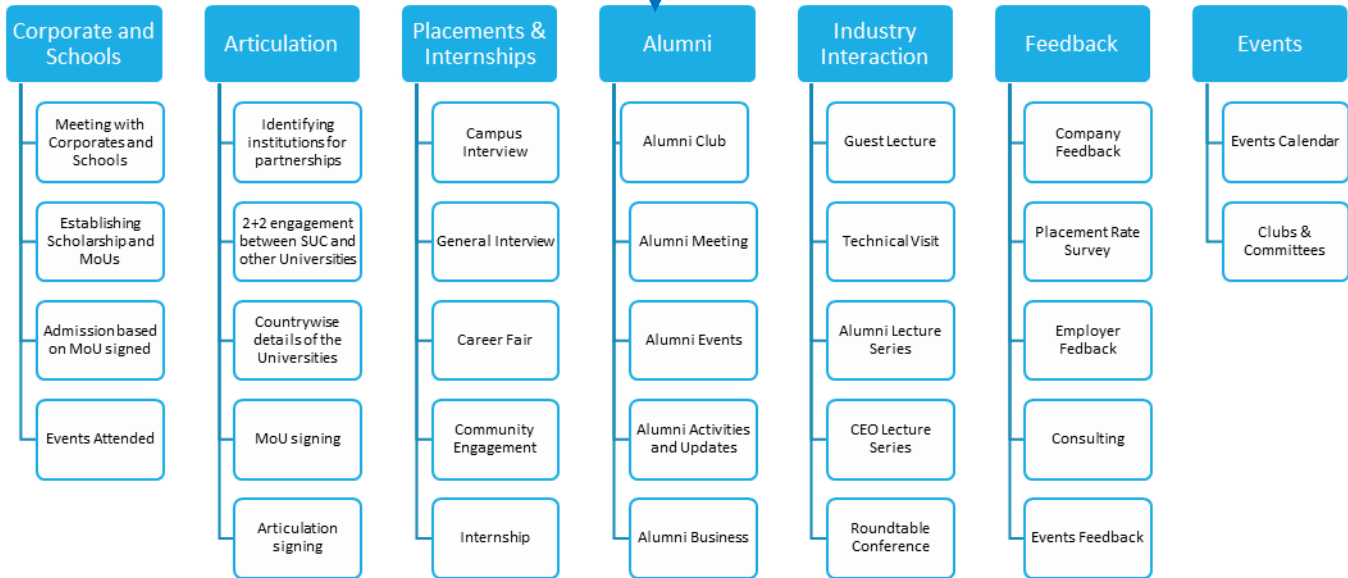 Corporate and
Schools
Meeting with
Corporates and
Schools
Establishing
Scholarship and
MoUs
Admission based
on MoU signed
Events Attended
Articulation
Identifying
institutions for
partnerships
2+2 engagement
between SUC and
other Universities
Countrywise
details of the
Universities
MoU signing
Articulation
signing
Placements &
Internships
Campus
Interview
General Interview
Career Fair
Community
Engagement
Internship
Alumni
Alumni Club
Alumni Meeting
Alumni Events
Alumni Activities
and Updates
Alumni Business
Industry
Interaction
Guest Lecture
Technical Visit
Alumni Lecture
Series
CEO Lecture
Series
Roundtable
Conference
Feedback
Company
Feedback
Placement Rate
Survey
Employer
Fedback
Consulting
Events Feedback
Events
Events Calendar
Clubs &
Committees